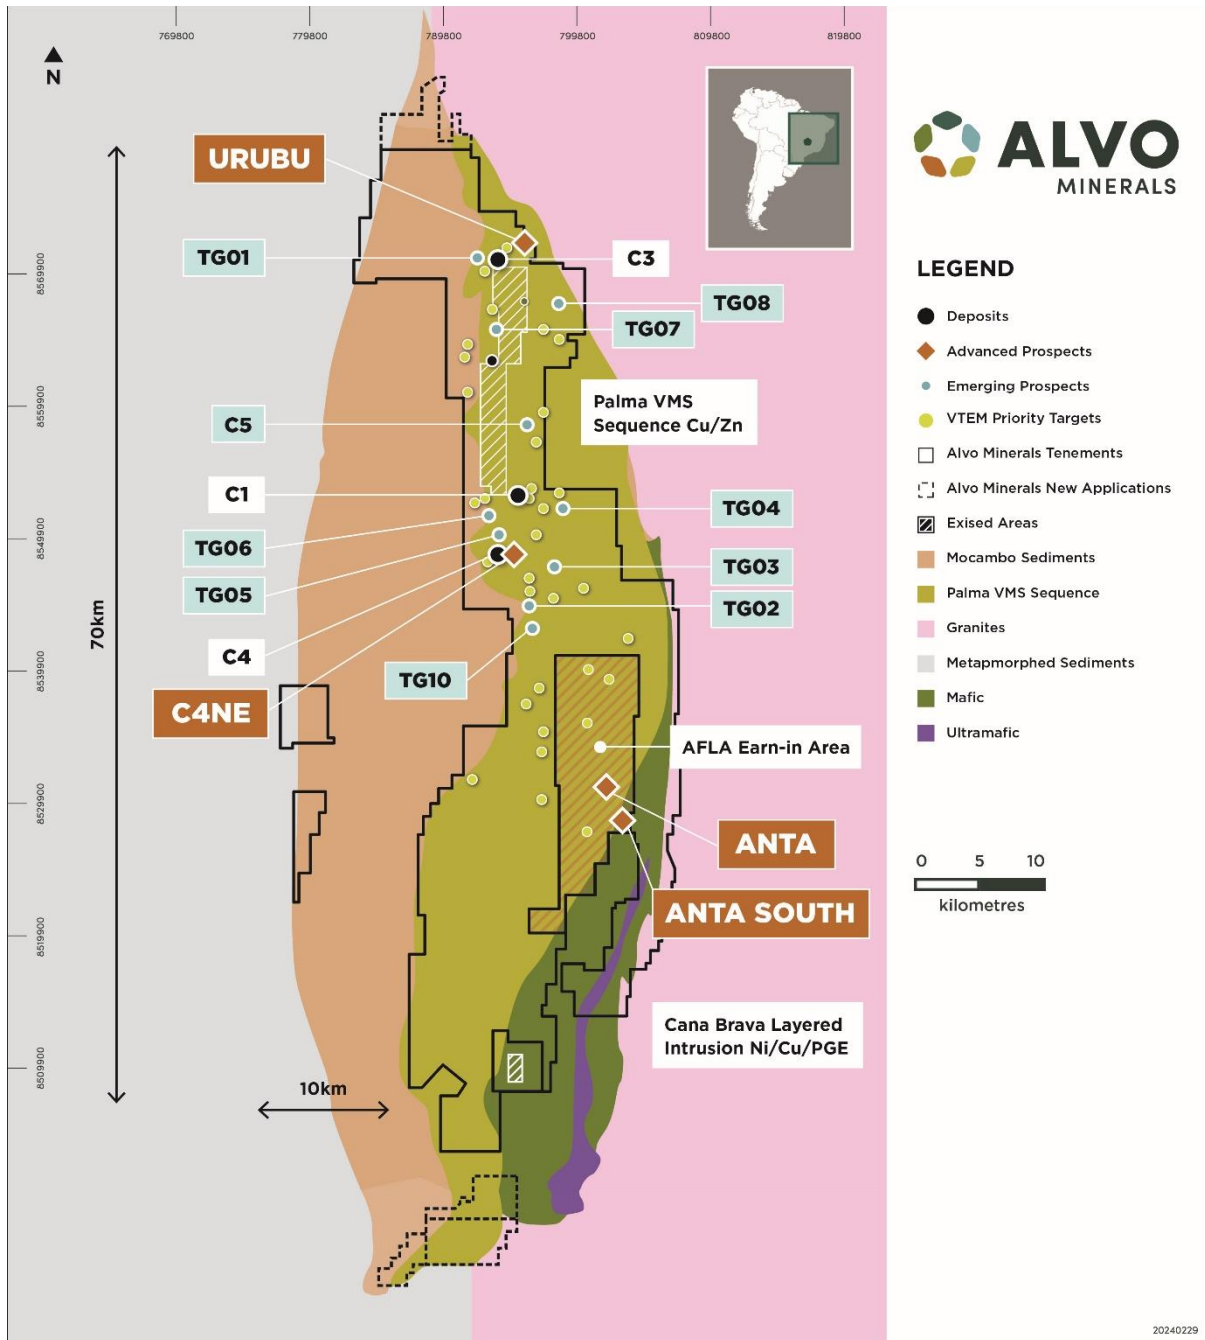 769800
779800
789800
799800
809800
819800
N
ALVO
MINERALS
URUBU
TG01
C3
8569900
TG08
TG07
LEGEND
Deposits
Advanced Prospects
Emerging Prospects
VTEM Priority Targets
Alvo Minerals Tenements
Alvo Minerals New Applications
Exised Areas
Mocambo Sediments
Palma VMS Sequence
Granites
Metapmorphed Sediments
Mafic
Ultramafic
Palma VMS
Sequence Cu/Zn
8559900
C5
C1
TG04
8549900
TG06
TG03
TG05
TG02
70km
C4
TG10
8539900
C4NE
AFLA Earn-in Area
8529900
ANTA
0 5 10
kilometres
ANTA SOUTH
8519900
Cana Brava Layered
Intrusion Ni/Cu/PGE
8509900
10km
20240229